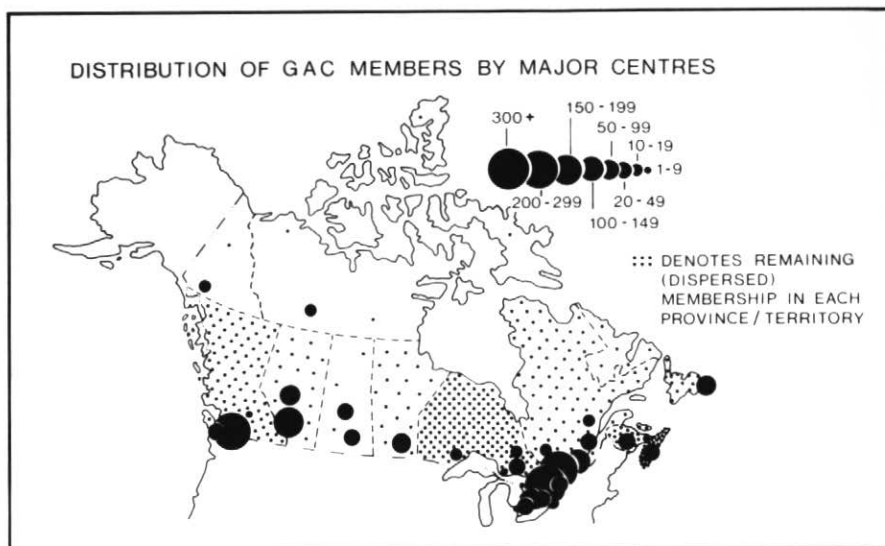 DISTRIBUTION OF GAC MEMBERS BY MAJOR CENTRES
300 +
150 - 199
50 - 99
10 - 19
1 - 9
200 - 299
20 - 49
100 - 149
::: DENOTES REMAINING
(DISPERSED)
MEMBERSHIP IN EACH
PROVINCE / TERRITORY